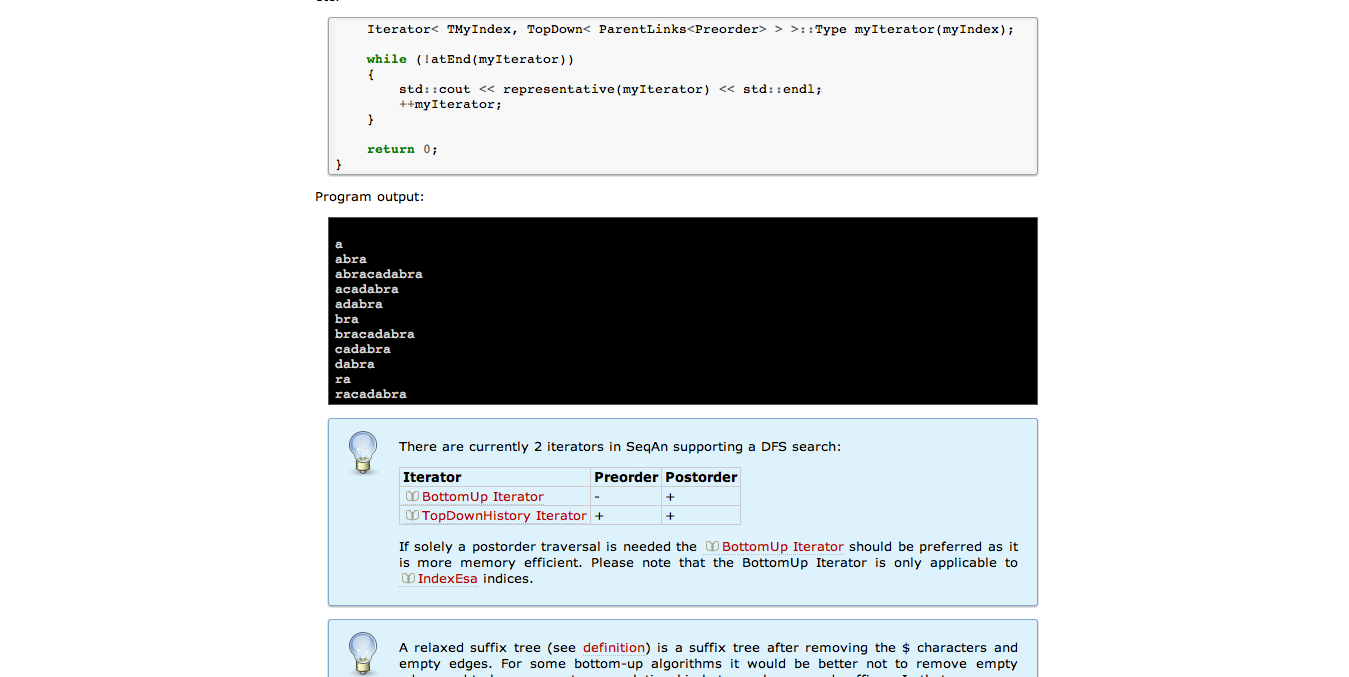 Iterator< TMyIndex, TopDown< ParentLinks<Preorder> > >::Type myIterator(myIndex);
while (!atEnd(myIterator))
{
std::cout << representative(myIterator) << std::endl;
++myIterator;
}
return 0;
}
Program output:
a
abra
abracadabra
acadabra
adabra
bra
bracadabra
cadabra
dabra
ra
racadabra
There are currently 2 iterators in SeqAn supporting a DFS search:
Iterator Preorder Postorder
BottomUp Iterator - +
TopDownHistory Iterator + +
If solely a postorder traversal is needed the BottomUp Iterator should be preferred as it
is more memory efficient. Please note that the BottomUp Iterator is only applicable to
IndexEsa indices.
A relaxed suffix tree (see definition) is a suffix tree after removing the $ characters and
empty edges. For some bottom-up algorithms it would be better not to remove empty